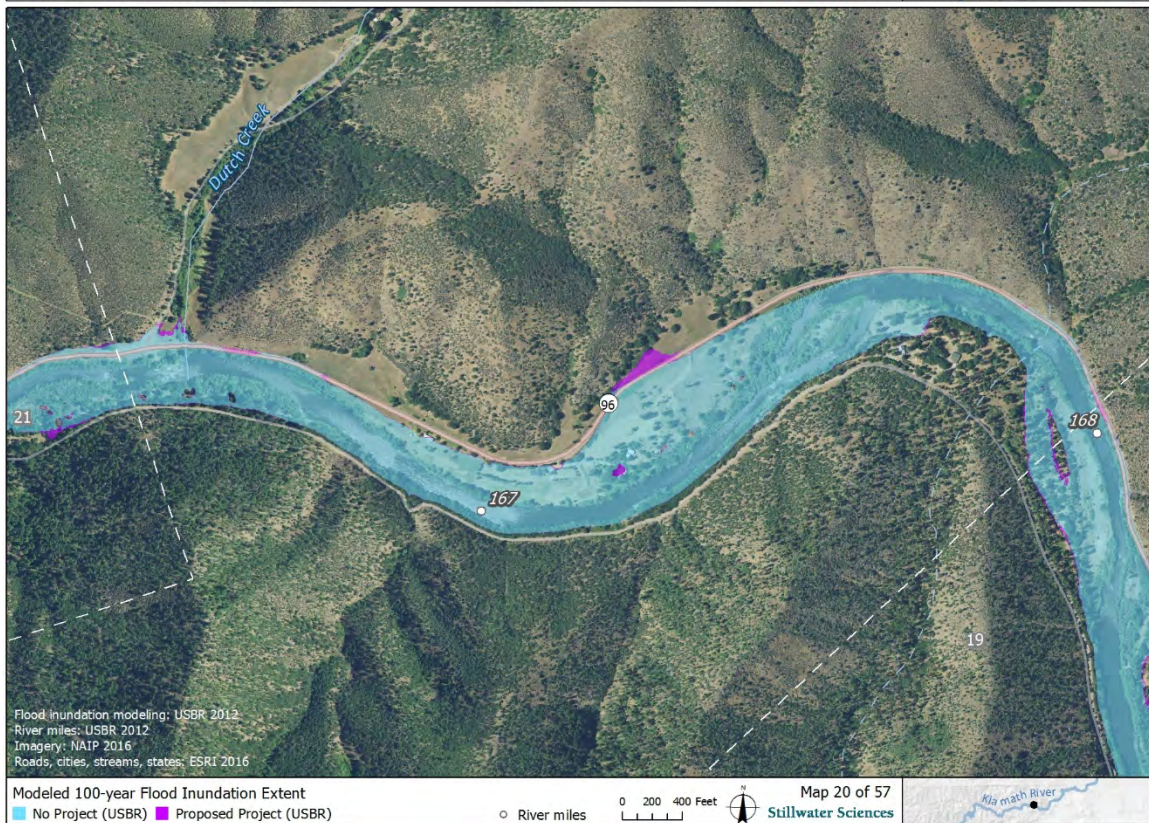 Dutch Creek
96
21
168
167
19
Flood inundation modeling: USBR 2012
River miles: USBR 2012
Imagery: NAIP 2016
Roads, cities, streams, states: ESRI 2016
Modeled 100-year Flood Inundation Extent
No Project (USBR) Proposed Project (USBR)
River miles
0 200 400 Feet
N
Map 20 of 57
Stillwater Sciences
Klamath River